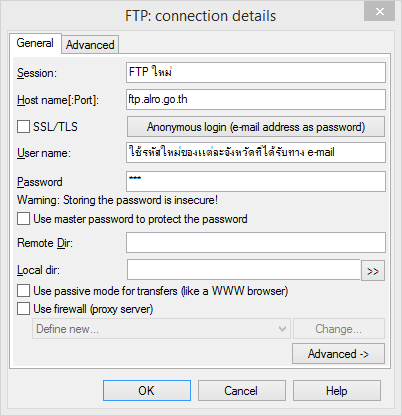 FTP: connection details
General
Advanced
Session:
FTP ใหม่
Host name[:Port]:
ftp.alro.go.th
SSL/TLS
Anonymous login (e-mail address as password)
User name:
ใช้รหัสใหม่ของแต่ละจังหวัดที่ได้รับทาง e-mail
Password
***
Warning: Storing the password is insecure!
Use master password to protect the password
Remote Dir:
Local dir:
>>
Use passive mode for transfers (like a WWW browser)
Use firewall (proxy server)
Define new...
Change...
Advanced ->
OK
Cancel
Help